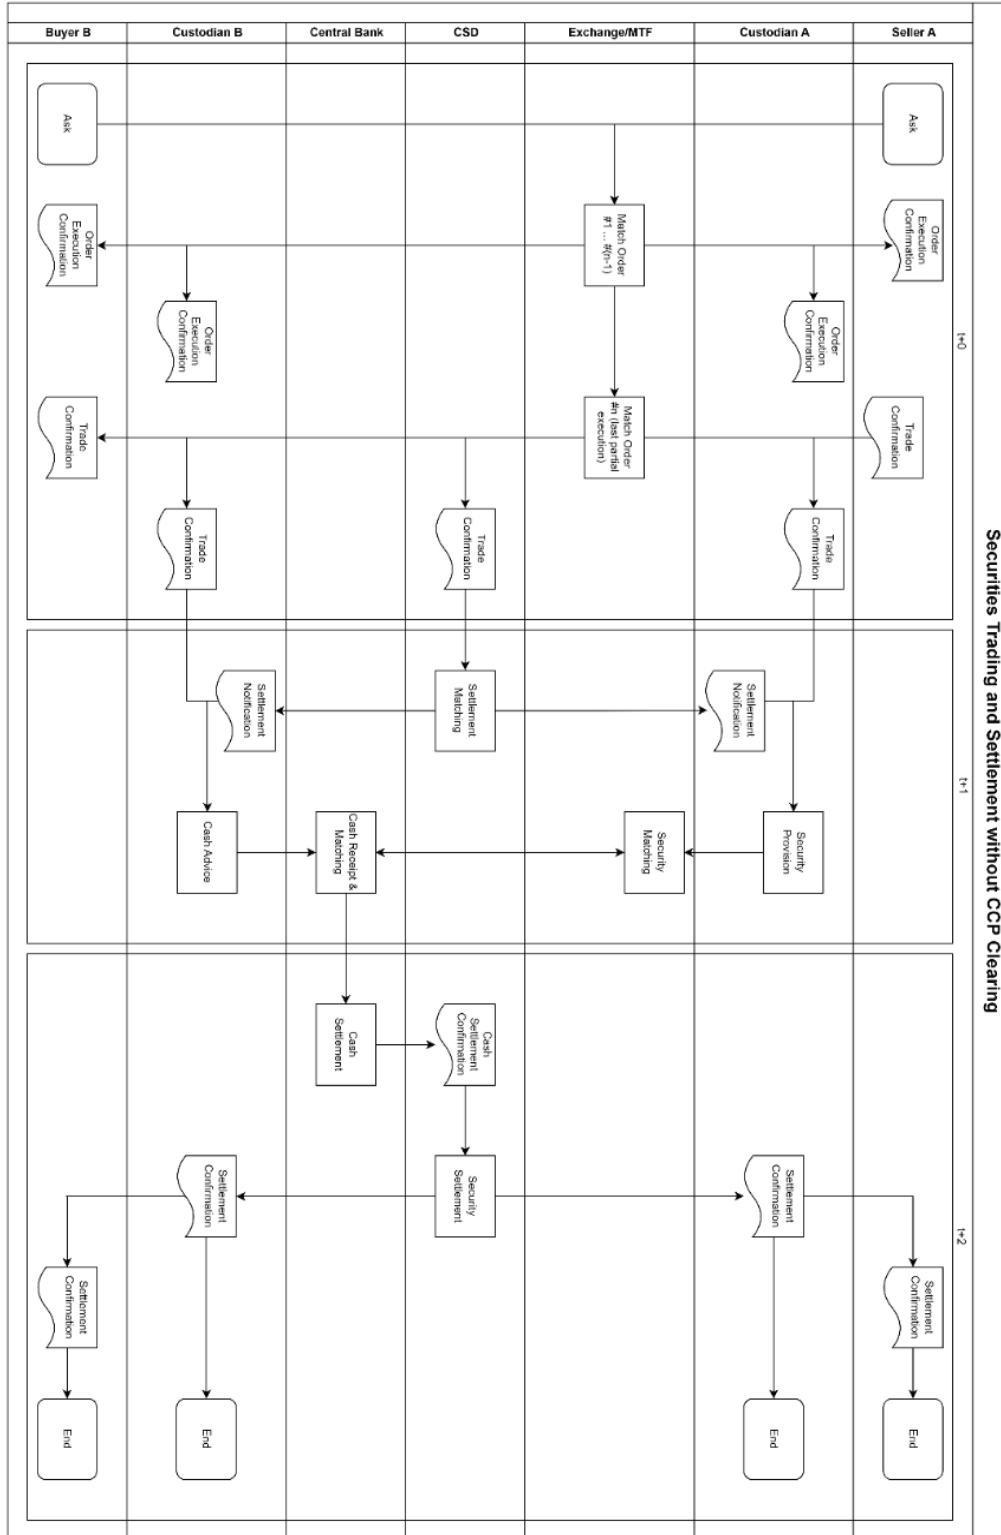 Securities Trading and Settlement without CCP Clearing
Buyer B
Custodian B
Central Bank
CSD
Exchange/MTF
Custodian A
Seller A
t+0
Ask
Ask
Order
Execution
Confirmation
Match Order
#1 ... #(n-1)
Order
Execution
Confirmation
Order
Execution
Confirmation
Order
Execution
Confirmation
Trade
Confirmation
Match Order
#n (last partial
execution)
Trade
Confirmation
Trade
Confirmation
Trade
Confirmation
Trade
Confirmation
t+1
Settlement
Notification
Settlement
Matching
Settlement
Notification
Cash Advice
Cash Receipt &
Matching
Security
Matching
Security
Provision
t+2
Cash
Settlement
Cash
Settlement
Confirmation
Settlement
Confirmation
Security
Settlement
Settlement
Confirmation
Settlement
Confirmation
Settlement
Confirmation
End
End
End
End